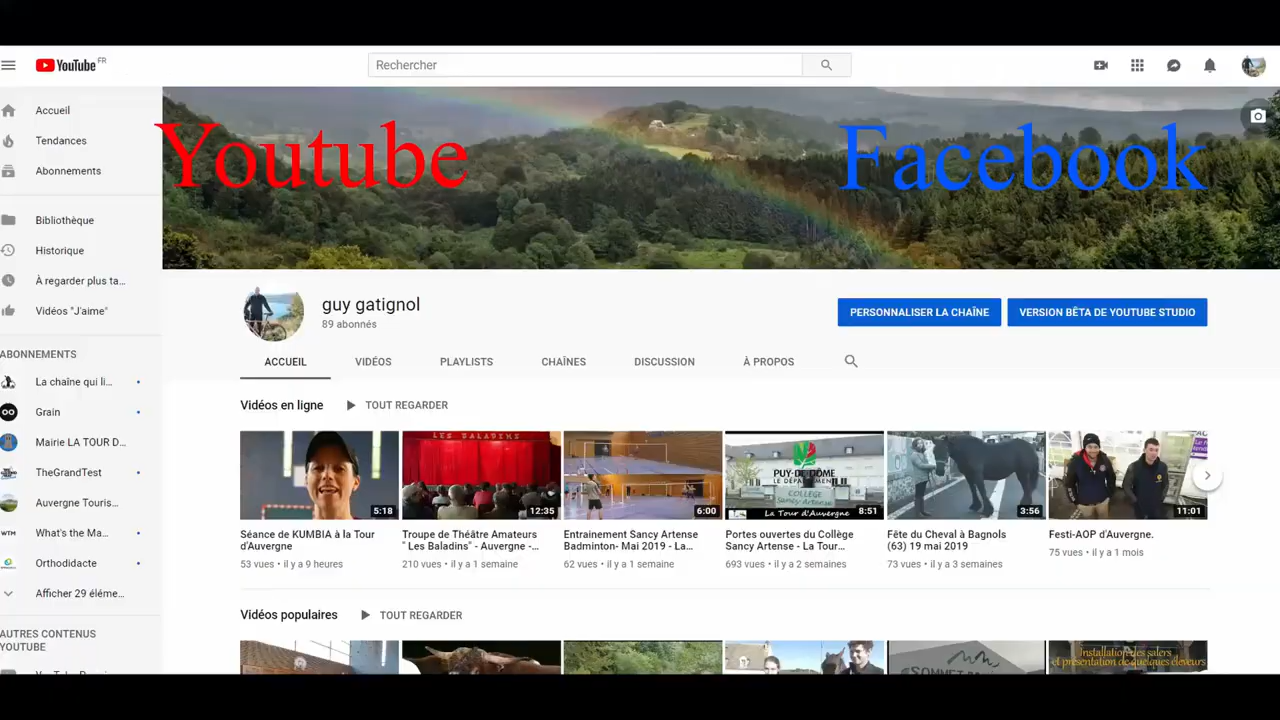 YouTube FR
Rechercher
Accueil
Tendances
Abonnements
Bibliothèque
Historique
À regarder plus ta...
Vidéos "J'aime"
ABONNEMENTS
La chaîne qui li...
Grain
Mairie LA TOUR D...
TheGrandTest
Auvergne Touris...
What's the Ma...
Orthodidacte
Afficher 29 éléme...
AUTRES CONTENUS
YOUTUBE
Youtube
Facebook
guy gatignol
89 abonnés
PERSONNALISER LA CHAÎNE
VERSION BÊTA DE YOUTUBE STUDIO
ACCUEIL
VIDÉOS
PLAYLISTS
CHAÎNES
DISCUSSION
À PROPOS
Vidéos en ligne
TOUT REGARDER
5:18
Séance de KUMBIA à la Tour
d'Auvergne
53 vues • il y a 9 heures
LES BALADINS
12:35
Troupe de Théâtre Amateurs
" Les Baladins" - Auvergne -...
210 vues • il y a 1 semaine
6:00
Entrainement Sancy Artense
Badminton- Mai 2019 - La...
62 vues • il y a 1 semaine
PUY-DE-DÔME
LE DÉPARTEMENT
COLLÈGE
Sancy Artense
La Tour d'Auvergne
8:51
Portes ouvertes du Collège
Sancy Artense - La Tour...
693 vues • il y a 2 semaines
3:56
Fête du Cheval à Bagnols
(63) 19 mai 2019
73 vues • il y a 3 semaines
11:01
Festi-AOP d'Auvergne.
75 vues • il y a 1 mois
Vidéos populaires
TOUT REGARDER
Installation des salers
et présentation de quelques éleveurs